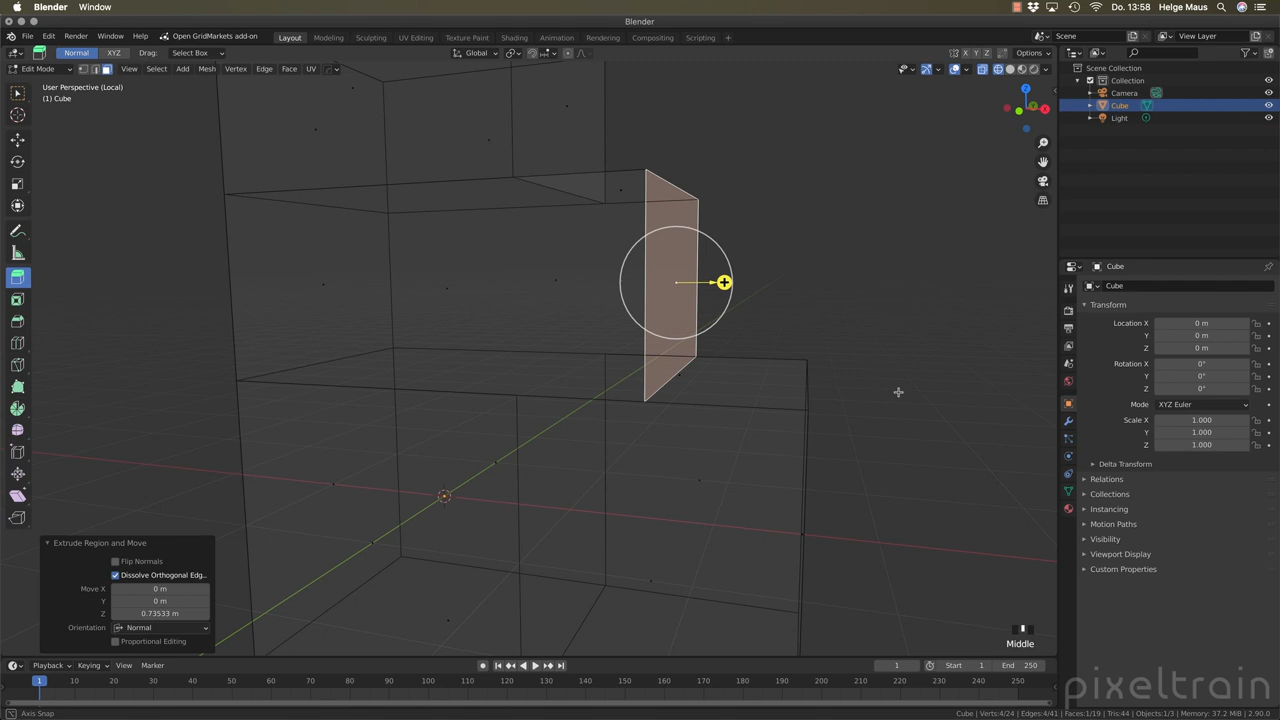 Blender Window
Do. 13:58 Helge Maus
Blender
File Edit Render Window Help Open GridMarkets add-on
Layout Modeling Sculpting UV Editing Texture Paint Shading Animation Rendering Compositing Scripting +
Scene View Layer
Normal XYZ Drag: Select Box
Global
X Y Z Options
Edit Mode View Select Add Mesh Vertex Edge Face UV
User Perspective (Local)
(1) Cube
Z
X
Scene Collection
Collection
Camera
Cube
Light
Cube
Cube
Transform
Location X 0 m
Y 0 m
Z 0 m
Rotation X 0°
Y 0°
Z 0°
Mode XYZ Euler
Scale X 1.000
Y 1.000
Z 1.000
Delta Transform
Relations
Collections
Instancing
Motion Paths
Visibility
Viewport Display
Custom Properties
Extrude Region and Move
Flip Normals
Dissolve Orthogonal Edg..
Move X 0 m
Y 0 m
Z 0.73533 m
Orientation Normal
Proportional Editing
Middle
Playback Keying View Marker
1 Start 1 End 250
1 10 20 30 40 50 60 70 80 90 100 110 120 130 140 150 160 170 180 190 200 210 220 230 240 250
pixeltrain
Axis Snap
Cube | Verts:4/24 | Edges:4/41 | Faces:1/19 | Tris:44 | Objects:1/3 | Memory: 37.2 MiB | 2.90.0